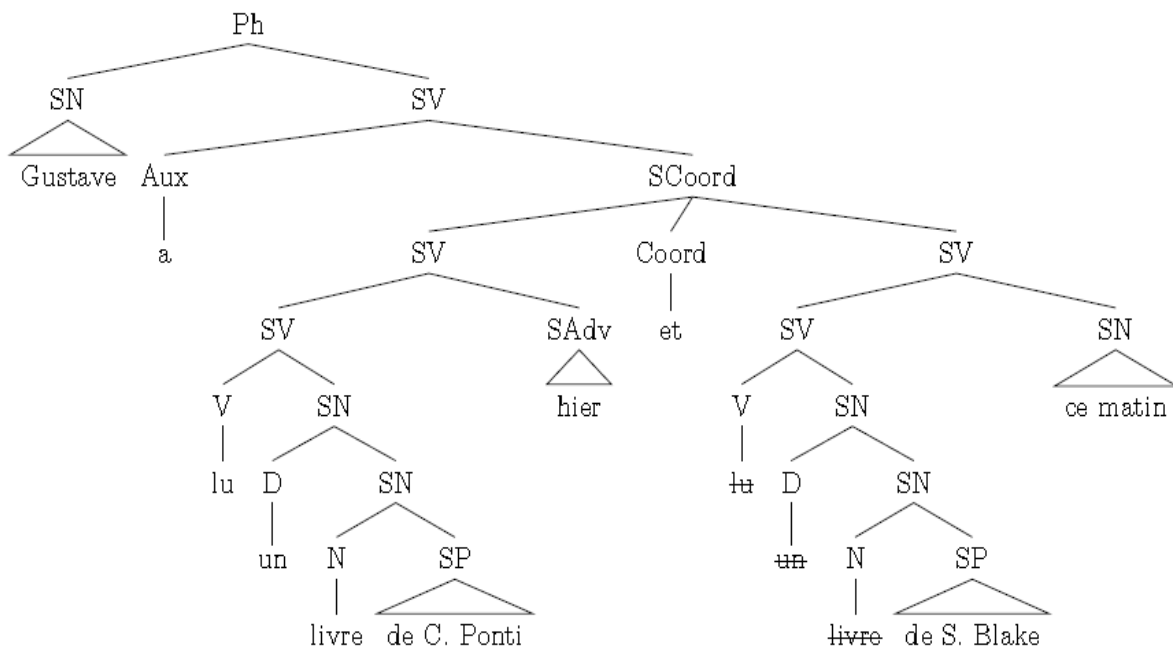 Ph
SN SV
Gustave Aux SCoord
a SV Coord SV
SV SAdv et SV SN
V SN hier V SN ce matin
lu D SN lu D SN
un N SP un N SP
livre de C. Ponti livre de S. Blake